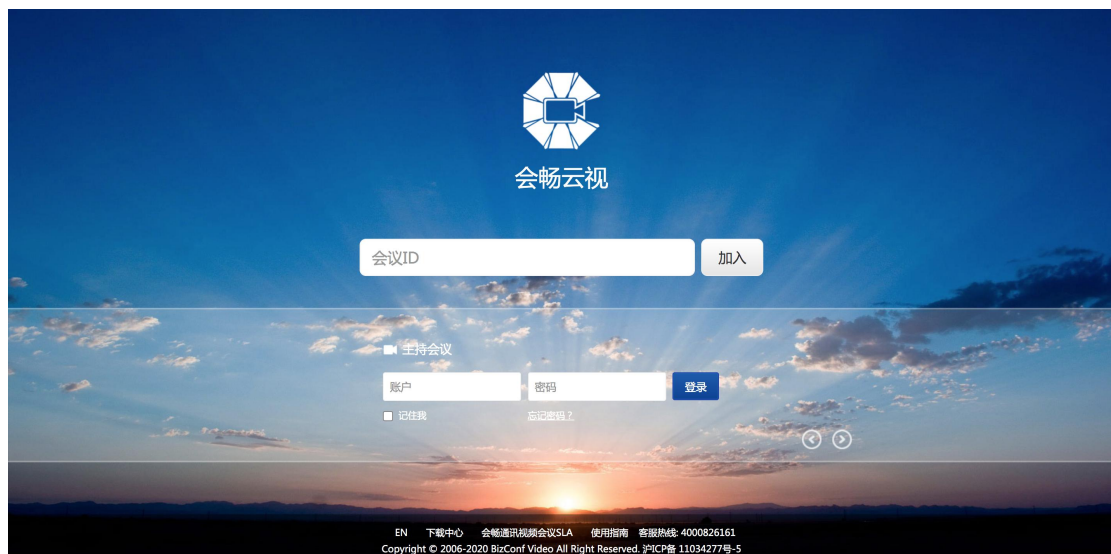 会畅云视
会议ID 加入
主持会议
账户 密码 登录
记住我 忘记密码？
EN 下载中心 会畅通讯视频会议SLA 使用指南 客服热线: 4000826161
Copyright © 2006-2020 BizConf Video All Right Reserved. 沪ICP备 11034277号-5